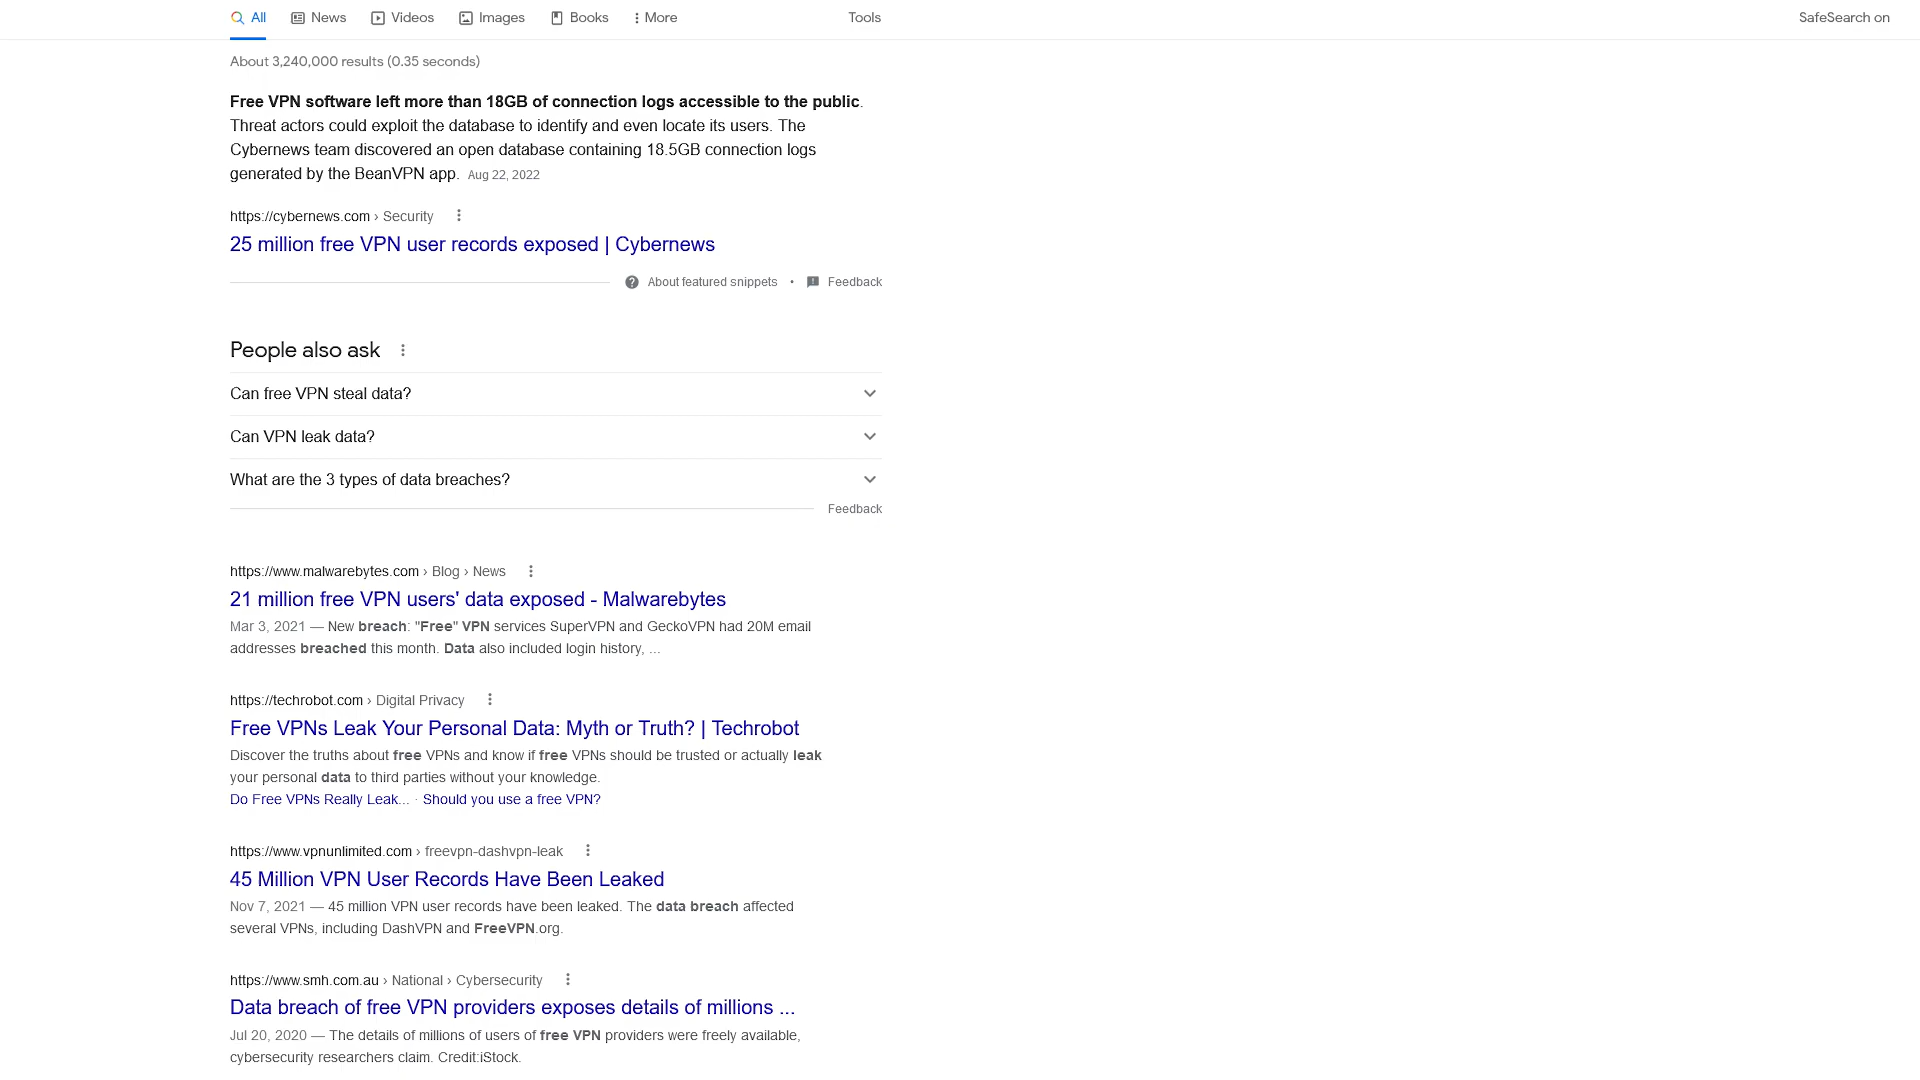 All News Videos Images Books More Tools SafeSearch on
About 3,240,000 results (0.35 seconds)
Free VPN software left more than 18GB of connection logs accessible to the public.
Threat actors could exploit the database to identify and even locate its users. The
Cybernews team discovered an open database containing 18.5GB connection logs
generated by the BeanVPN app. Aug 22, 2022
https://cybernews.com › Security
25 million free VPN user records exposed | Cybernews
About featured snippets • Feedback
People also ask
Can free VPN steal data?
Can VPN leak data?
What are the 3 types of data breaches?
Feedback
https://www.malwarebytes.com › Blog › News
21 million free VPN users' data exposed - Malwarebytes
Mar 3, 2021 — New breach: "Free" VPN services SuperVPN and GeckoVPN had 20M email
addresses breached this month. Data also included login history, ...
https://techrobot.com › Digital Privacy
Free VPNs Leak Your Personal Data: Myth or Truth? | Techrobot
Discover the truths about free VPNs and know if free VPNs should be trusted or actually leak
your personal data to third parties without your knowledge.
Do Free VPNs Really Leak... · Should you use a free VPN?
https://www.vpnunlimited.com › freevpn-dashvpn-leak
45 Million VPN User Records Have Been Leaked
Nov 7, 2021 — 45 million VPN user records have been leaked. The data breach affected
several VPNs, including DashVPN and FreeVPN.org.
https://www.smh.com.au › National › Cybersecurity
Data breach of free VPN providers exposes details of millions ...
Jul 20, 2020 — The details of millions of users of free VPN providers were freely available,
cybersecurity researchers claim. Credit:iStock.